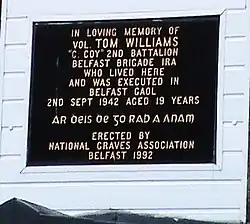 IN LOVING MEMORY OF
VOL. TOM WILLIAMS
"C. COY" 2ND BATTALION
BELFAST BRIGADE IRA
WHO LIVED HERE
AND WAS EXECUTED IN
BELFAST GAOL
2ND SEPT 1942 AGED 19 YEARS
ÁR ÓEIS DE GO RAD A ANAM
ERECTED BY
NATIONAL GRAVES ASSOCIATION
BELFAST 1992